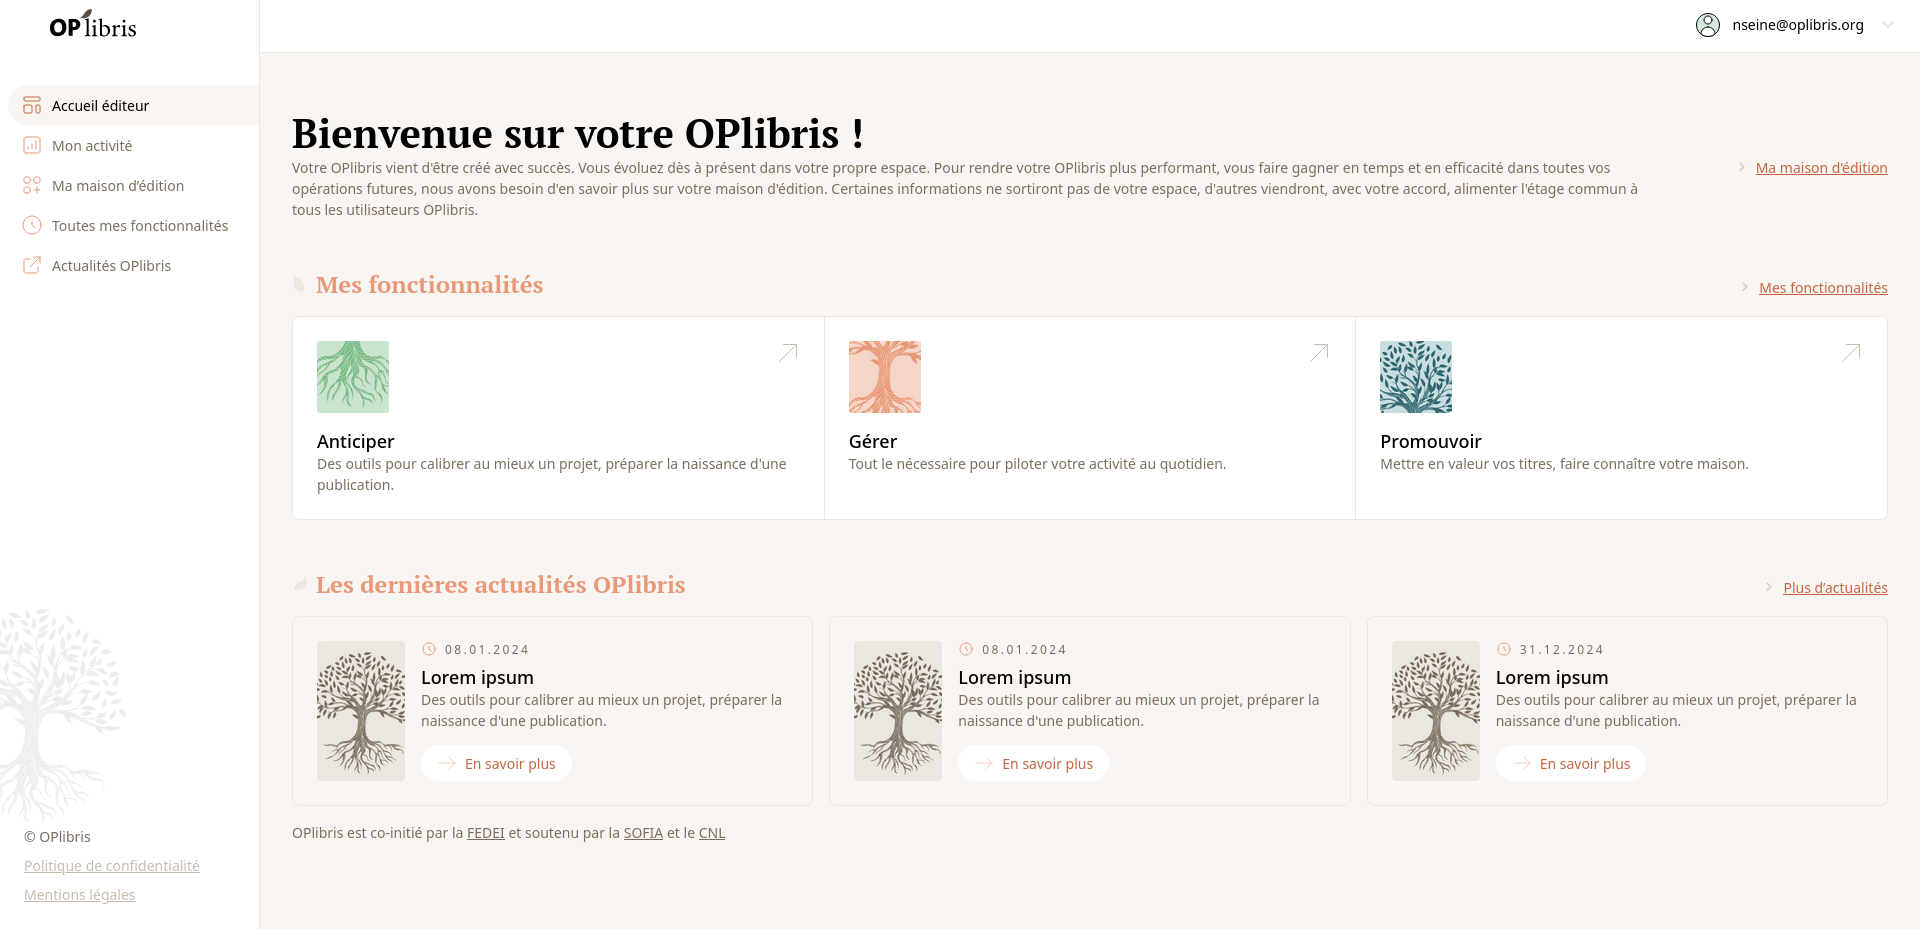 OPlibris
nseine@oplibris.org
Accueil éditeur
Mon activité
Ma maison d’édition
Toutes mes fonctionnalités
Actualités OPlibris
Bienvenue sur votre OPlibris !
Votre OPlibris vient d'être créé avec succès. Vous évoluez dès à présent dans votre propre espace. Pour rendre votre OPlibris plus performant, vous faire gagner en temps et en efficacité dans toutes vos
opérations futures, nous avons besoin d'en savoir plus sur votre maison d'édition. Certaines informations ne sortiront pas de votre espace, d'autres viendront, avec votre accord, alimenter l'étage commun à
tous les utilisateurs OPlibris.
Ma maison d’édition
Mes fonctionnalités
Mes fonctionnalités
Anticiper
Des outils pour calibrer au mieux un projet, préparer la naissance d'une
publication.
Gérer
Tout le nécessaire pour piloter votre activité au quotidien.
Promouvoir
Mettre en valeur vos titres, faire connaître votre maison.
Les dernières actualités OPlibris
Plus d’actualités
08.01.2024
Lorem ipsum
Des outils pour calibrer au mieux un projet, préparer la
naissance d'une publication.
En savoir plus
08.01.2024
Lorem ipsum
Des outils pour calibrer au mieux un projet, préparer la
naissance d'une publication.
En savoir plus
31.12.2024
Lorem ipsum
Des outils pour calibrer au mieux un projet, préparer la
naissance d'une publication.
En savoir plus
OPlibris est co-initié par la FEDEI et soutenu par la SOFIA et le CNL
© OPlibris
Politique de confidentialité
Mentions légales